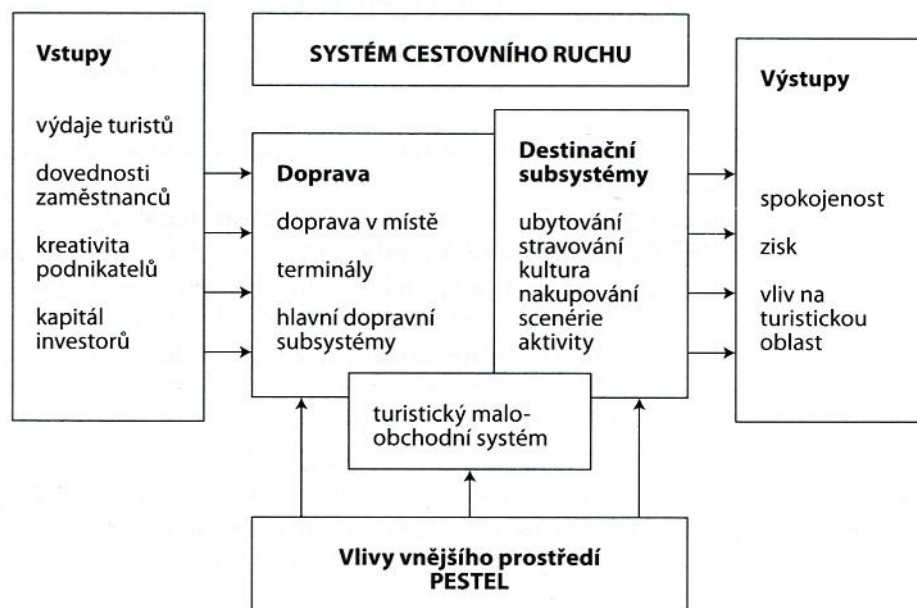 Vstupy
výdaje turistů
dovednosti
zaměstnanců
kreativita
podnikatelů
kapitál
investorů
SYSTÉM CESTOVNÍHO RUCHU
Doprava
doprava v místě
terminály
hlavní dopravní
subsystémy
Destinační
subsystémy
ubytování
stravování
kultura
nakupování
scenérie
aktivity
turistický malo-
obchodní systém
Výstupy
spokojenost
zisk
vliv na
turistickou
oblast
Vlivy vnějšího prostředí
PESTEL